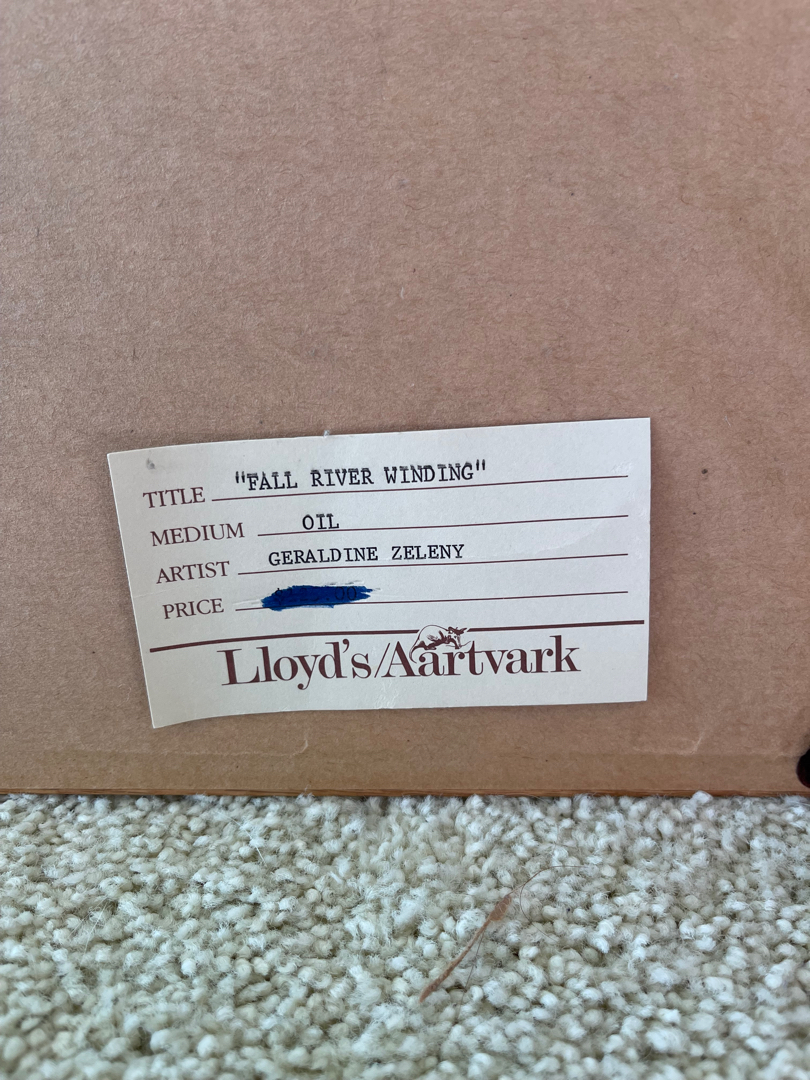 TITLE "FALL RIVER WINDING"
MEDIUM OIL
ARTIST GERALDINE ZELENY
PRICE
Lloyd's/Aartvark